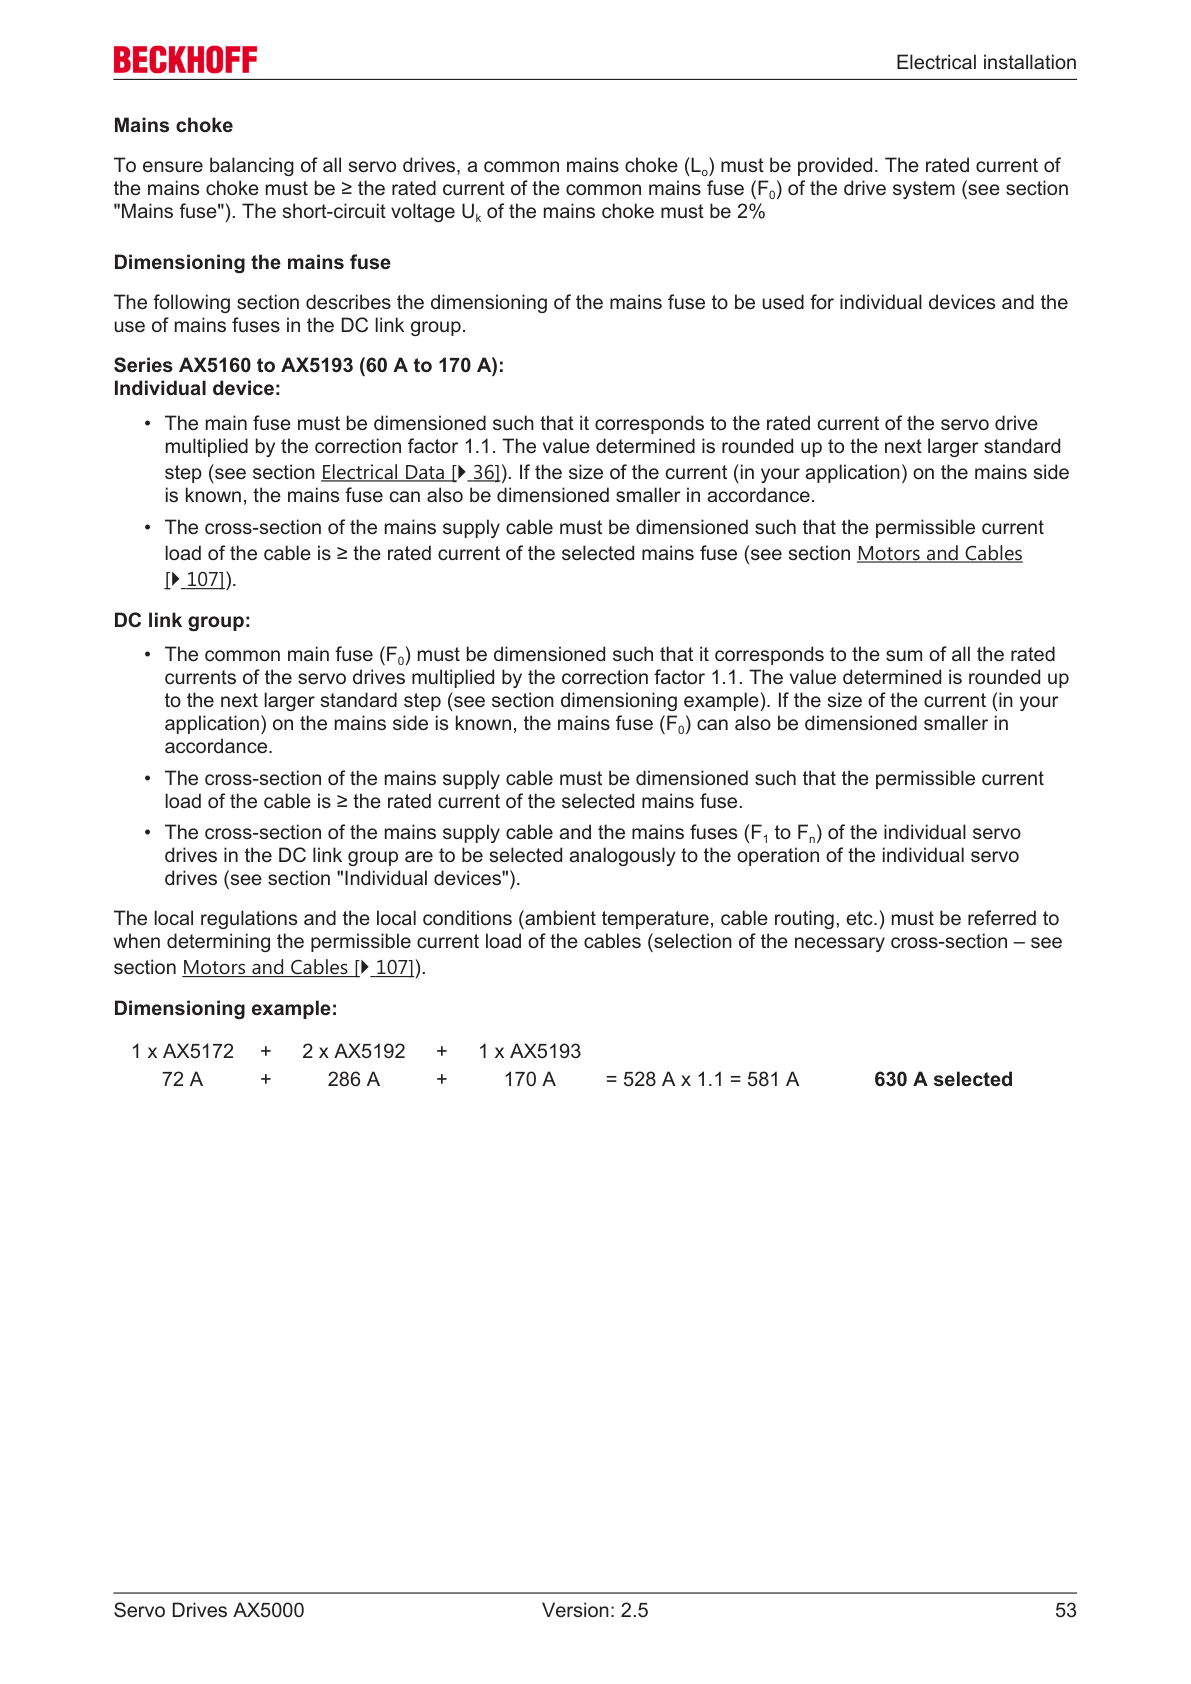 BECKHOFF
Electrical installation
Mains choke
To ensure balancing of all servo drives, a common mains choke (Lo) must be provided. The rated current of
the mains choke must be ≥ the rated current of the common mains fuse (F0) of the drive system (see section
"Mains fuse"). The short-circuit voltage Uk of the mains choke must be 2%
Dimensioning the mains fuse
The following section describes the dimensioning of the mains fuse to be used for individual devices and the
use of mains fuses in the DC link group.
Series AX5160 to AX5193 (60 A to 170 A):
Individual device:
• The main fuse must be dimensioned such that it corresponds to the rated current of the servo drive
multiplied by the correction factor 1.1. The value determined is rounded up to the next larger standard
step (see section Electrical Data [▶ 36]). If the size of the current (in your application) on the mains side
is known, the mains fuse can also be dimensioned smaller in accordance.
• The cross-section of the mains supply cable must be dimensioned such that the permissible current
load of the cable is ≥ the rated current of the selected mains fuse (see section Motors and Cables
[▶ 107]).
DC link group:
• The common main fuse (F0) must be dimensioned such that it corresponds to the sum of all the rated
currents of the servo drives multiplied by the correction factor 1.1. The value determined is rounded up
to the next larger standard step (see section dimensioning example). If the size of the current (in your
application) on the mains side is known, the mains fuse (F0) can also be dimensioned smaller in
accordance.
• The cross-section of the mains supply cable must be dimensioned such that the permissible current
load of the cable is ≥ the rated current of the selected mains fuse.
• The cross-section of the mains supply cable and the mains fuses (F1 to Fn) of the individual servo
drives in the DC link group are to be selected analogously to the operation of the individual servo
drives (see section "Individual devices").
The local regulations and the local conditions (ambient temperature, cable routing, etc.) must be referred to
when determining the permissible current load of the cables (selection of the necessary cross-section – see
section Motors and Cables [▶ 107]).
Dimensioning example:
1 x AX5172 + 2 x AX5192 + 1 x AX5193
72 A + 286 A + 170 A = 528 A x 1.1 = 581 A 630 A selected
Servo Drives AX5000 Version: 2.5 53